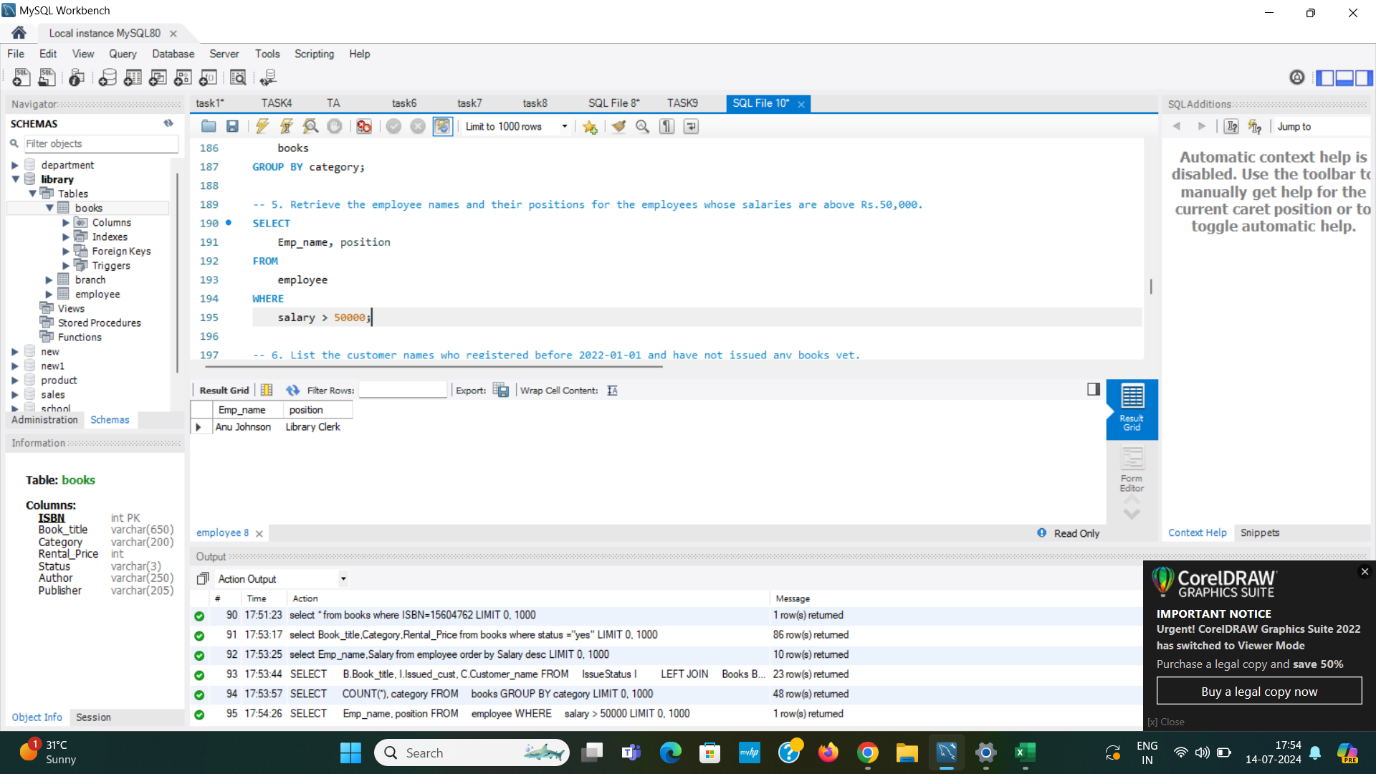 MySQL Workbench
Local instance MySQL80
File Edit View Query Database Server Tools Scripting Help
Navigator
SCHEMAS
Filter objects
department
library
Tables
books
Columns
Indexes
Foreign Keys
Triggers
branch
employee
Views
Stored Procedures
Functions
new
new1
product
sales
school
Administration Schemas
Information
Table: books
Columns:
ISBN int PK
Book_title varchar(650)
Category varchar(200)
Rental_Price int
Status varchar(3)
Author varchar(250)
Publisher varchar(205)
Object Info Session
task1* TASK4 TA task6 task7 task8 SQL File 8* TASK9 SQL File 10*
Limit to 1000 rows
186 books
187 GROUP BY category;
188
189 -- 5. Retrieve the employee names and their positions for the employees whose salaries are above Rs.50,000.
190 SELECT
191 Emp_name, position
192 FROM
193 employee
194 WHERE
195 salary > 50000;
196
197 -- 6. List the customer names who registered before 2022-01-01 and have not issued any books yet.
Result Grid Filter Rows: Export: Wrap Cell Content:
Emp_name position
Anu Johnson Library Clerk
Result Grid
Form Editor
employee 8
Read Only
Output
Action Output
# Time Action Message
90 17:51:23 select * from books where ISBN=15604762 LIMIT 0, 1000 1 row(s) returned
91 17:53:17 select Book_title,Category,Rental_Price from books where status ="yes" LIMIT 0, 1000 86 row(s) returned
92 17:53:25 select Emp_name,Salary from employee order by Salary desc LIMIT 0, 1000 10 row(s) returned
93 17:53:44 SELECT B.Book_title, I.Issued_cust, C.Customer_name FROM IssueStatus I LEFT JOIN Books B... 23 row(s) returned
94 17:53:57 SELECT COUNT(*), category FROM books GROUP BY category LIMIT 0, 1000 48 row(s) returned
95 17:54:26 SELECT Emp_name, position FROM employee WHERE salary > 50000 LIMIT 0, 1000 1 row(s) returned
SQLAdditions
Jump to
Automatic context help is
disabled. Use the toolbar to
manually get help for the
current caret position or to
toggle automatic help.
Context Help Snippets
CorelDRAW
GRAPHICS SUITE
IMPORTANT NOTICE
Urgent! CorelDRAW Graphics Suite 2022
has switched to Viewer Mode
Purchase a legal copy and save 50%
Buy a legal copy now
[x] Close
1
31°C
Sunny
Search
ENG
IN
17:54
14-07-2024
PRE